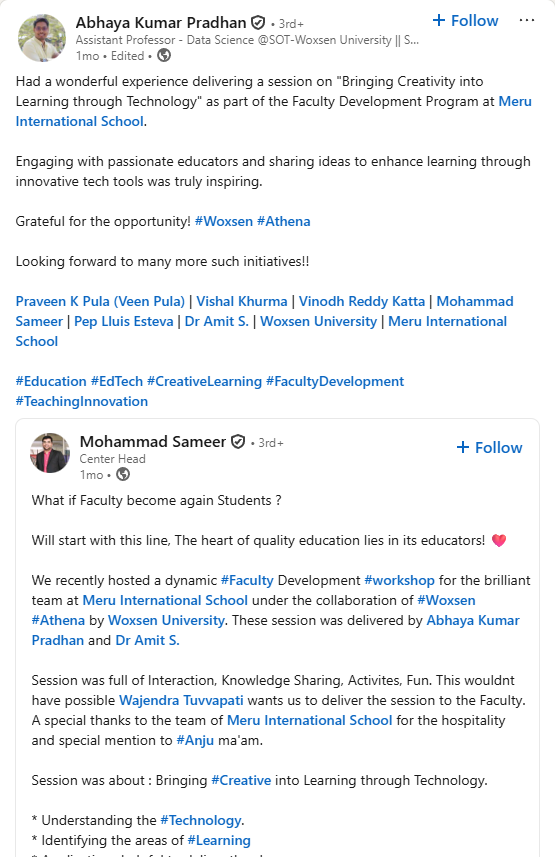 Abhaya Kumar Pradhan • 3rd+
+ Follow ...
Assistant Professor - Data Science @SOT-Woxsen University || S...
1mo • Edited •
Had a wonderful experience delivering a session on "Bringing Creativity into
Learning through Technology" as part of the Faculty Development Program at Meru
International School.
Engaging with passionate educators and sharing ideas to enhance learning through
innovative tech tools was truly inspiring.
Grateful for the opportunity! #Woxsen #Athena
Looking forward to many more such initiatives!!
Praveen K Pula (Veen Pula) | Vishal Khurma | Vinodh Reddy Katta | Mohammad
Sameer | Pep Lluis Esteva | Dr Amit S. | Woxsen University | Meru International
School
#Education #EdTech #CreativeLearning #FacultyDevelopment
#TeachingInnovation
Mohammad Sameer • 3rd+
+ Follow
Center Head
1mo •
What if Faculty become again Students ?
Will start with this line, The heart of quality education lies in its educators! ❤️
We recently hosted a dynamic #Faculty Development #workshop for the brilliant
team at Meru International School under the collaboration of #Woxsen
#Athena by Woxsen University. These session was delivered by Abhaya Kumar
Pradhan and Dr Amit S.
Session was full of Interaction, Knowledge Sharing, Activites, Fun. This wouldnt
have possible Wajendra Tuvvapati wants us to deliver the session to the Faculty.
A special thanks to the team of Meru International School for the hospitality
and special mention to #Anju ma'am.
Session was about : Bringing #Creative into Learning through Technology.
* Understanding the #Technology.
* Identifying the areas of #Learning